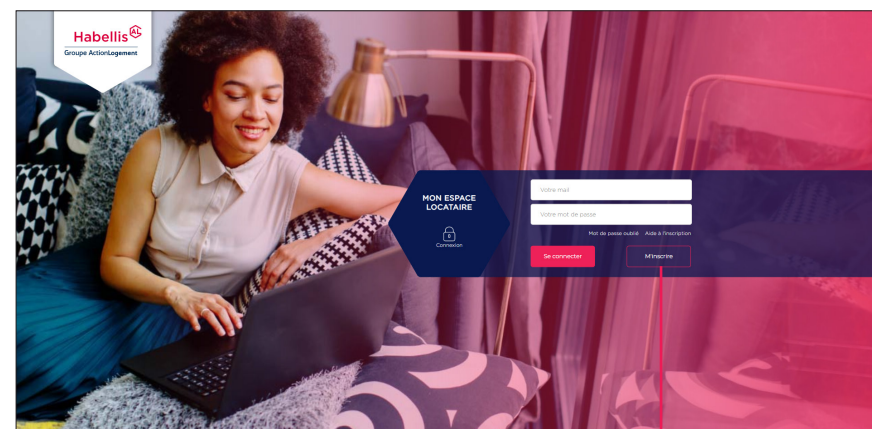 Habellis AL
Groupe ActionLogement
MON ESPACE
LOCATAIRE
Connexion
Votre mail
Votre mot de passe
Mot de passe oublié
Aide à l'inscription
Se connecter
M'inscrire